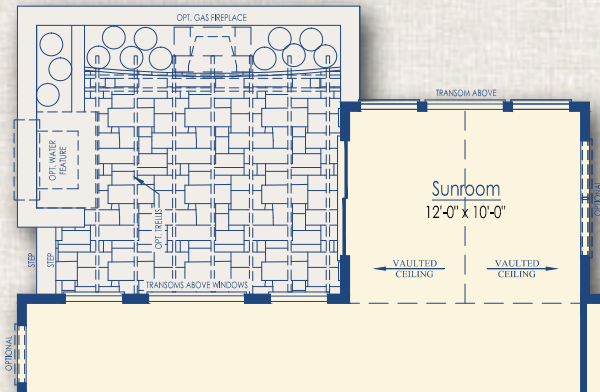 OPT. GAS FIREPLACE
TRANSOM ABOVE
OPT. WATER
FEATURE
OPTIONAL
Sunroom
12'-0" x 10'-0"
OPT. TRELLIS
STEP
STEP
VAULTED
CEILING
VAULTED
CEILING
TRANSOMS ABOVE WINDOWS
OPTIONAL